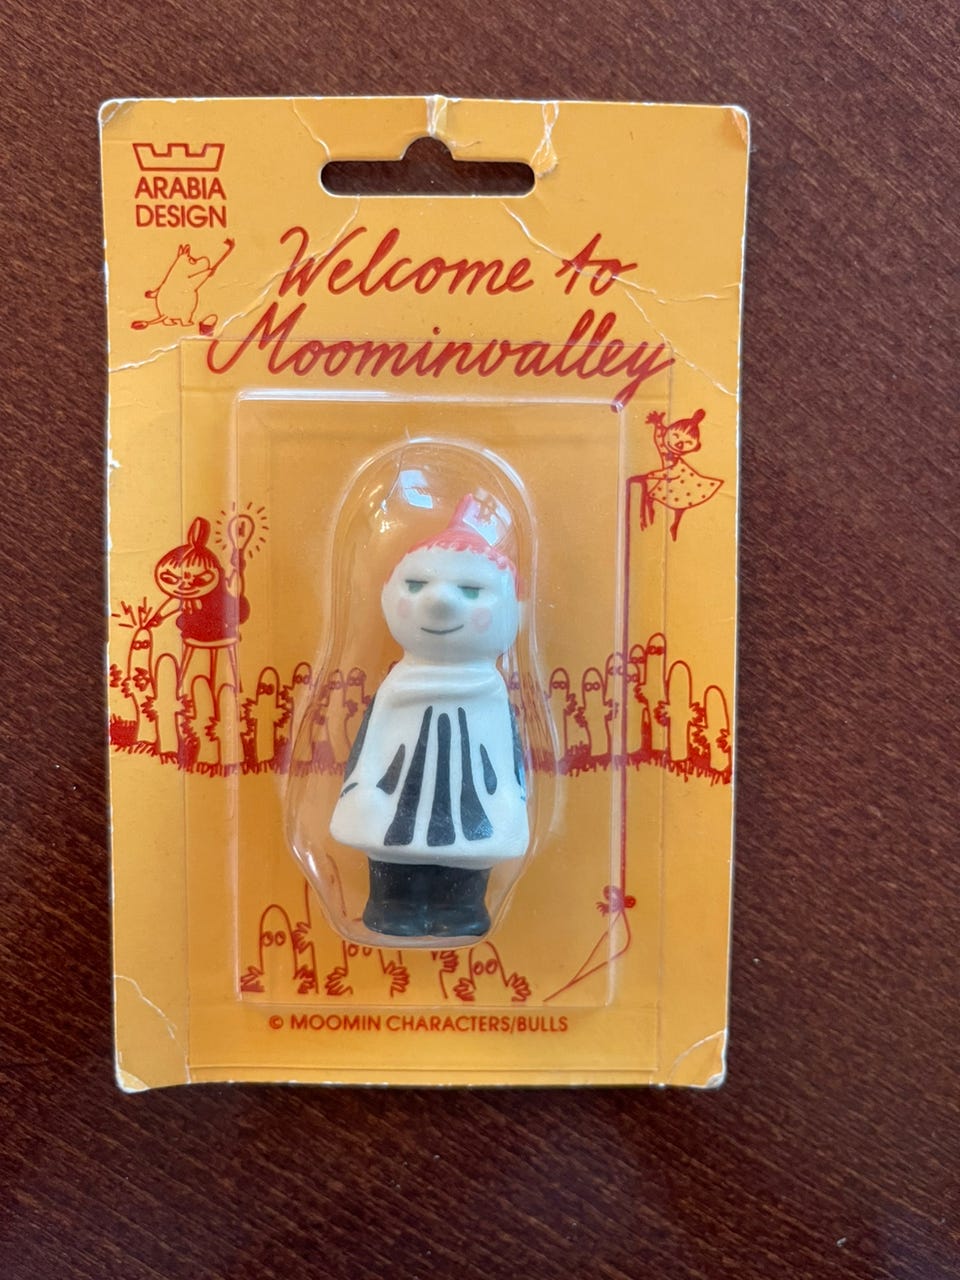 ARABIA
DESIGN
Welcome to
Moominvalley
© MOOMIN CHARACTERS/BULLS